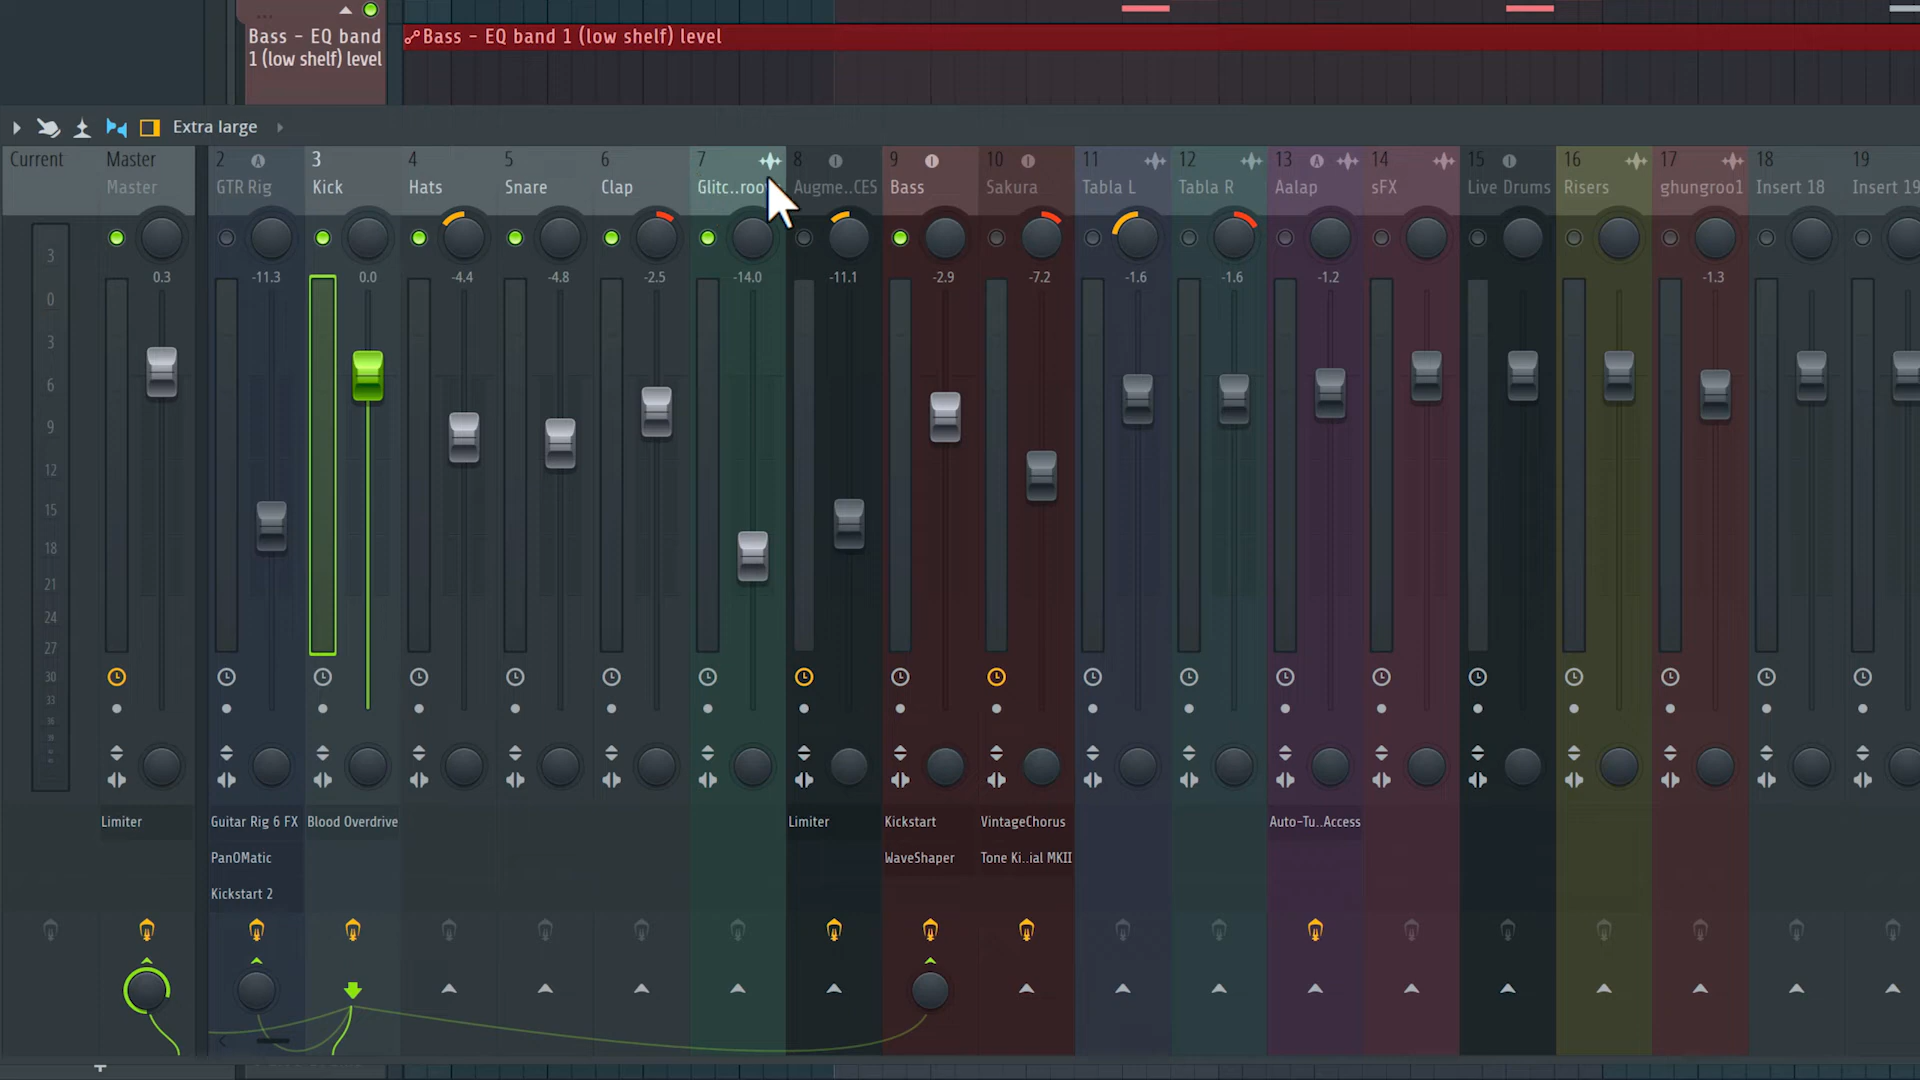 Bass - EQ band
1 (low shelf) level
Bass - EQ band 1 (low shelf) level
Extra large
Current Master 2 3 4 5 6 7 8 9 10 11 12 13 14 15 16 17 18 19
Master GTR Rig Kick Hats Snare Clap Glitc..roo Augme..CES Bass Sakura Tabla L Tabla R Aalap sFX Live Drums Risers ghungroo1 Insert 18 Insert 19
0.3 -11.3 0.0 -4.4 -4.8 -2.5 -14.0 -11.1 -2.9 -7.2 -1.6 -1.6 -1.2 -1.3
3
0
3
6
9
12
15
18
21
24
27
30
33
Limiter Guitar Rig 6 FX Blood Overdrive Limiter Kickstart VintageChorus Auto-Tu..Access
PanOMatic WaveShaper Tone Ki..ial MKII
Kickstart 2